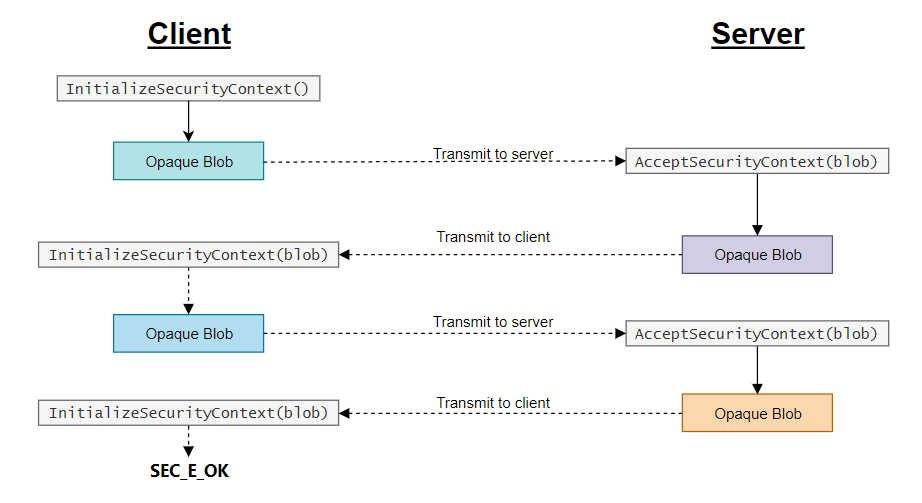 Client
Server
InitializeSecurityContext()
Opaque Blob
Transmit to server
AcceptSecurityContext(blob)
Transmit to client
InitializeSecurityContext(blob)
Opaque Blob
Opaque Blob
Transmit to server
AcceptSecurityContext(blob)
Transmit to client
InitializeSecurityContext(blob)
Opaque Blob
SEC_E_OK